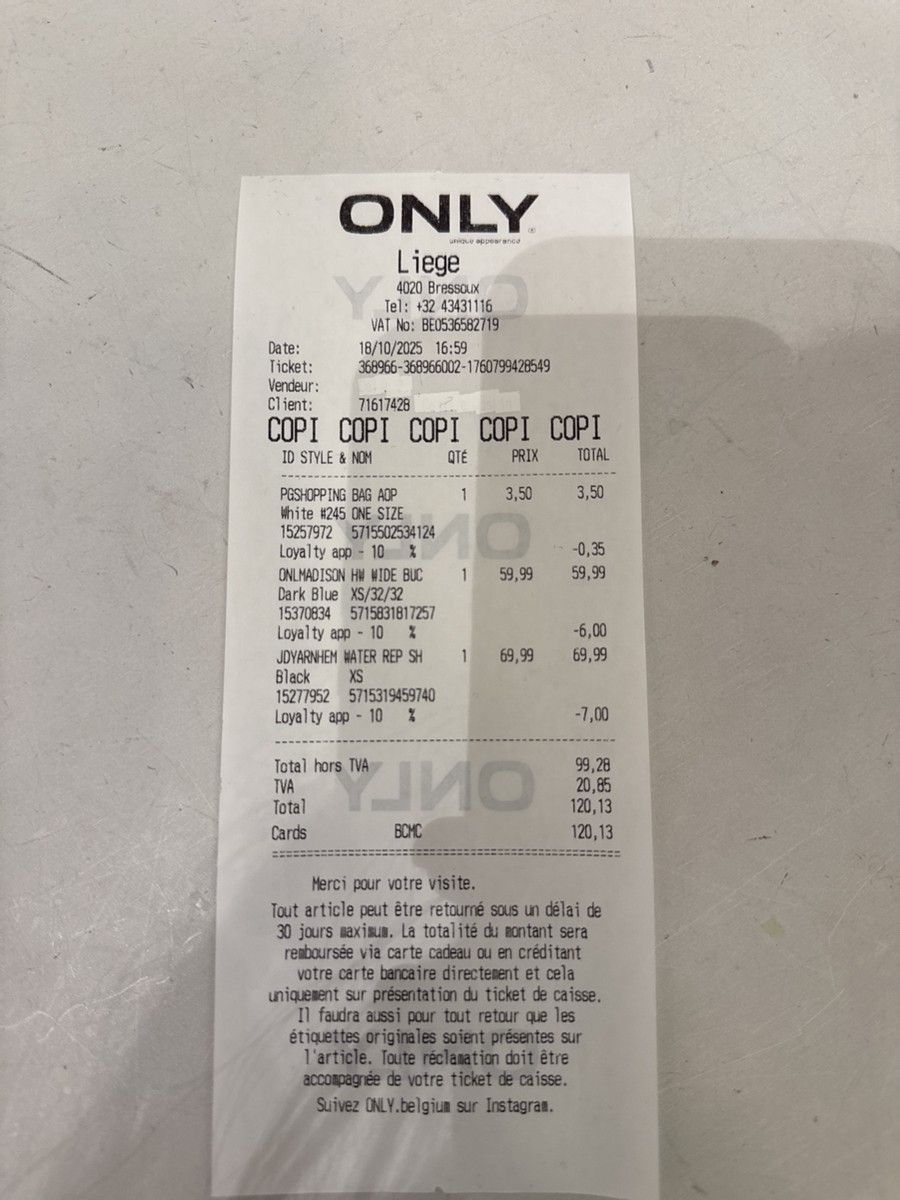 ONLY
unique appearance
Liege
4020 Bressoux
Tel: +32 43431116
VAT No: BE0536582719
Date: 18/10/2025 16:59
Ticket: 368966-368966002-1760799428549
Vendeur:
Client: 71617428
COPI COPI COPI COPI COPI
ID STYLE & NOM QTÉ PRIX TOTAL
PGSHOPPING BAG AOP 1 3,50 3,50
White #245 ONE SIZE
15257972 5715502534124
Loyalty app - 10 % -0,35
ONLMADISON HW WIDE BUC 1 59,99 59,99
Dark Blue XS/32/32
15370834 5715831817257
Loyalty app - 10 % -6,00
JDYARNHEM WATER REP SH 1 69,99 69,99
Black XS
15277952 5715319459740
Loyalty app - 10 % -7,00
Total hors TVA 99,28
TVA 20,85
Total 120,13
Cards BCMC 120,13
Merci pour votre visite.
Tout article peut être retourné sous un délai de
30 jours maximum. La totalité du montant sera
remboursée via carte cadeau ou en créditant
votre carte bancaire directement et cela
uniquement sur présentation du ticket de caisse.
Il faudra aussi pour tout retour que les
étiquettes originales soient présentes sur
l'article. Toute réclamation doit être
accompagnée de votre ticket de caisse.
Suivez ONLY.belgium sur Instagram.